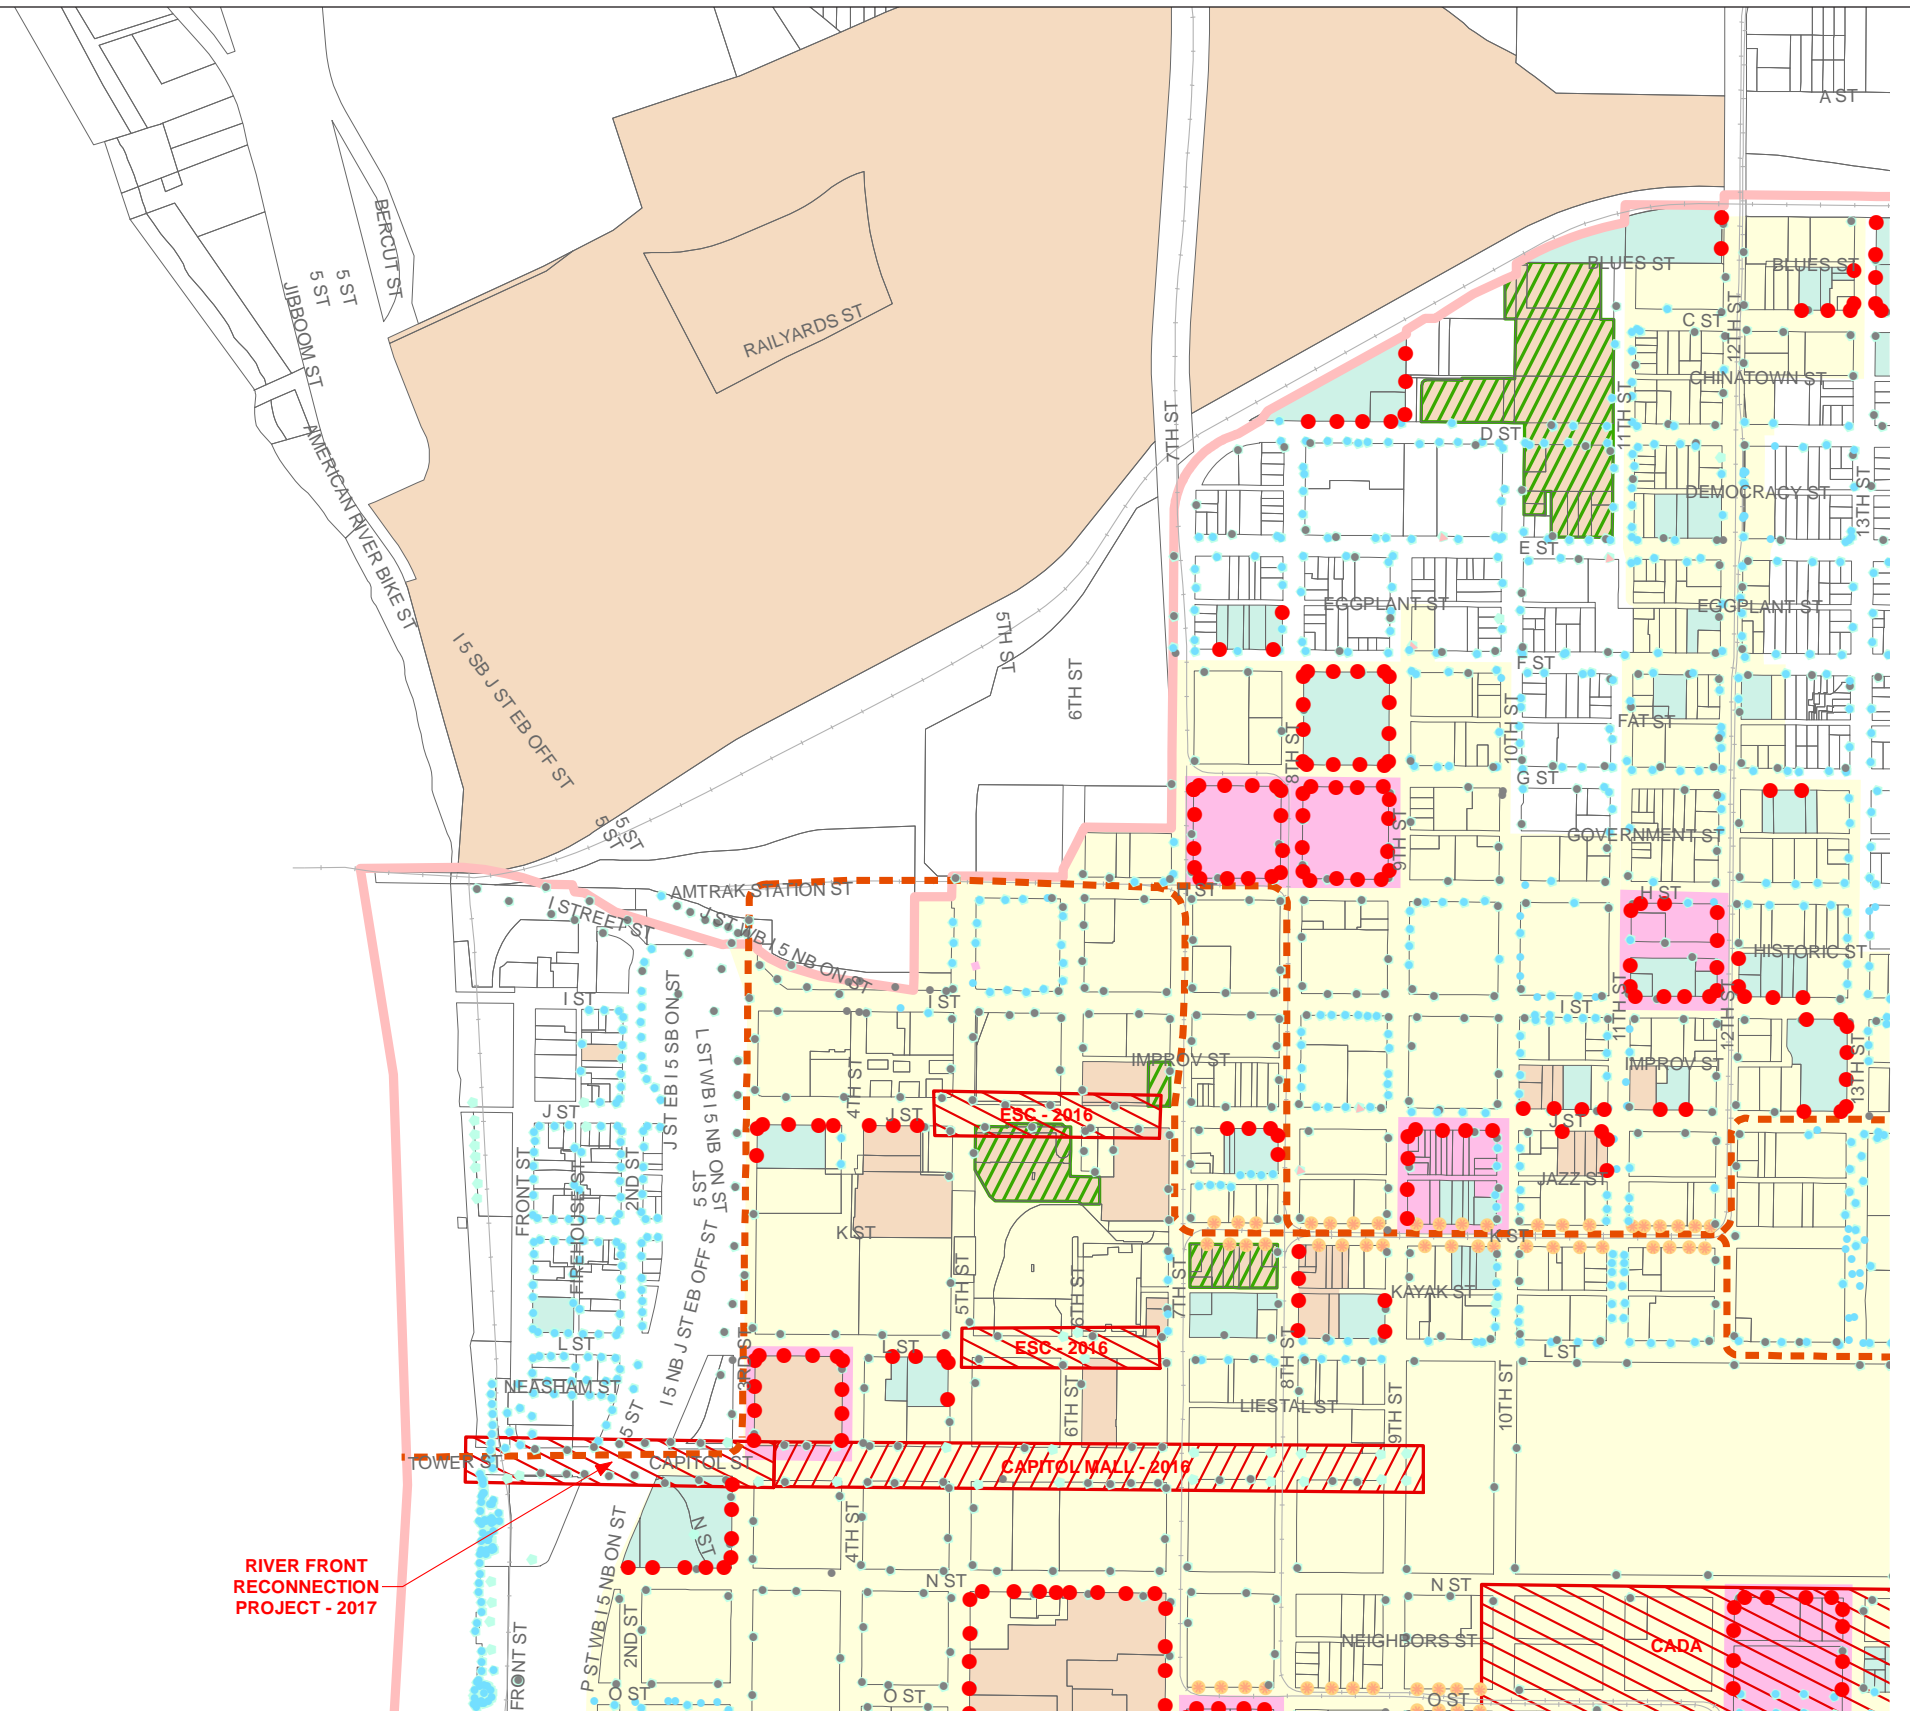 A ST
BERCUT ST
5 ST
5 ST
JIBBOOM ST
BLUES ST
BLUES ST
12TH ST
C ST
RAILYARDS ST
CHINATOWN ST
11TH ST
7TH ST
D ST
AMERICAN RIVER BIKE ST
DEMOCRACY ST
13TH ST
E ST
EGGPLANT ST
EGGPLANT ST
5TH ST
6TH ST
I 5 SB J ST EB OFF ST
F ST
10TH ST
FAT ST
8TH ST
G ST
5 ST
5 ST
9TH ST
GOVERNMENT ST
AMTRAK STATION ST
H ST
H ST
I STREET ST
J ST WB I 5 NB ON ST
HISTORIC ST
I ST
I ST
I ST
11TH ST
12TH ST
J ST EB I 5 SB ON ST
L ST WB I 5 NB ON ST
4TH ST
IMPROV ST
IMPROV ST
13TH ST
J ST
J ST
ESC - 2016
J ST
FRONT ST
FIREHOUSE ST
2ND ST
5 ST
JAZZ ST
K ST
K ST
I 5 NB J ST EB OFF ST
5TH ST
6TH ST
7TH ST
KAYAK ST
L ST
L ST
ESC - 2016
L ST
3RD ST
8TH ST
NEASHAM ST
6TH ST
LIESTAL ST
9TH ST
10TH ST
5 ST
TOWER ST
CAPITOL ST
CAPITOL MALL - 2016
N ST
4TH ST
RIVER FRONT
RECONNECTION
PROJECT - 2017
P ST WB I 5 NB ON ST
N ST
N ST
2ND ST
FRONT ST
NEIGHBORS ST
CADA
O ST
O ST
O ST